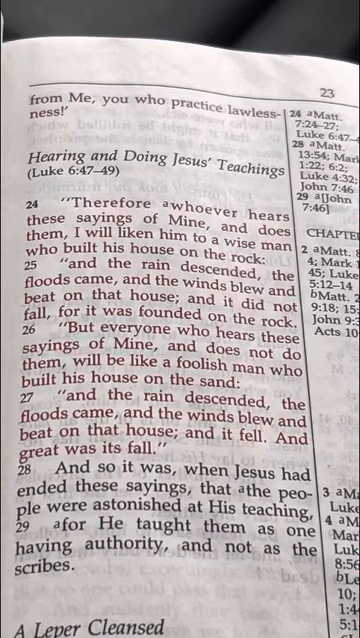 23
from Me, you who practice lawless-
ness!'
Hearing and Doing Jesus' Teachings
(Luke 6:47–49)
24 "Therefore awhoever hears
these sayings of Mine, and does
them, I will liken him to a wise man
who built his house on the rock:
25 "and the rain descended, the
floods came, and the winds blew and
beat on that house; and it did not
fall, for it was founded on the rock.
26 "But everyone who hears these
sayings of Mine, and does not do
them, will be like a foolish man who
built his house on the sand:
27 "and the rain descended, the
floods came, and the winds blew and
beat on that house; and it fell. And
great was its fall."
28 And so it was, when Jesus had
ended these sayings, that athe peo-
ple were astonished at His teaching,
29 afor He taught them as one
having authority, and not as the
scribes.
A Leper Cleansed
24 aMatt.
7:24–27;
Luke 6:47–
28 aMatt.
13:54; Mark
1:22; 6:2;
Luke 4:32;
John 7:46
29 a[John
7:46]
CHAPTE
2 aMatt.
4; Mark 1
45; Luke
5:12–14
bMatt. 2
9:18; 15:
John 9:3
Acts 10
3 aMa
Luke
4 aM
Mar
Luk
8:56
bLe
10;
1:4
5:1